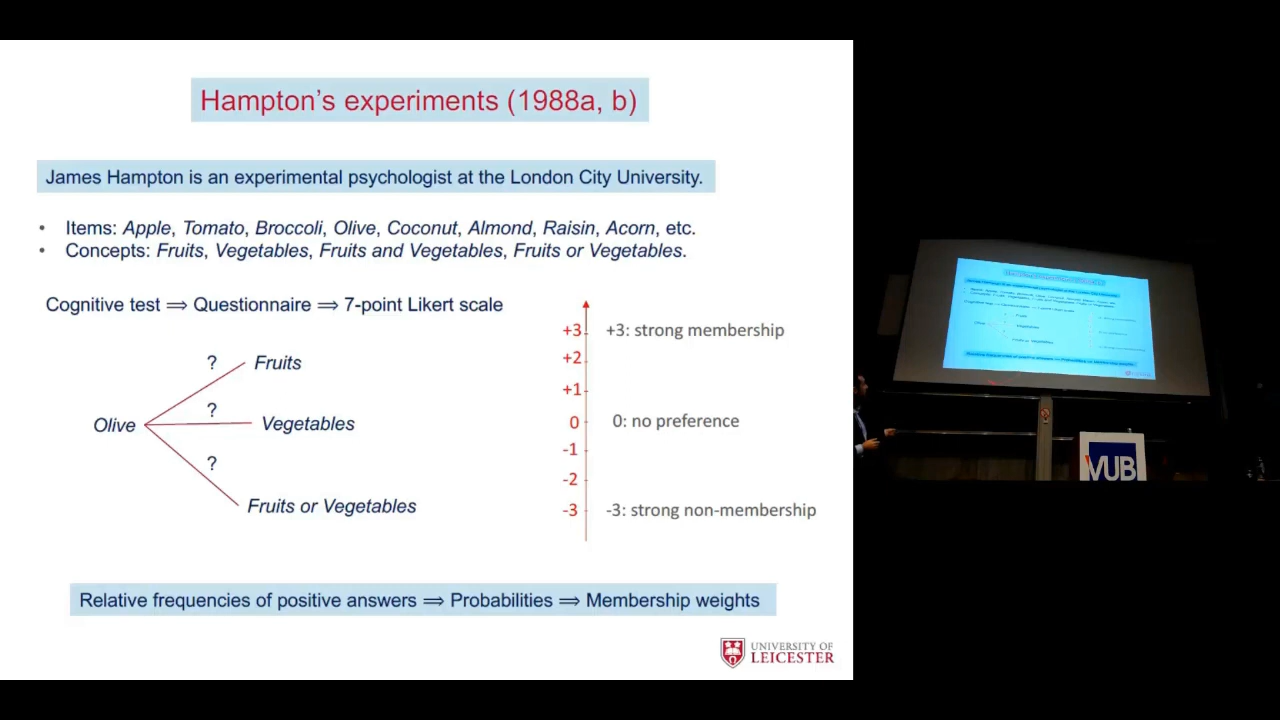 Hampton’s experiments (1988a, b)
James Hampton is an experimental psychologist at the London City University.
• Items: Apple, Tomato, Broccoli, Olive, Coconut, Almond, Raisin, Acorn, etc.
• Concepts: Fruits, Vegetables, Fruits and Vegetables, Fruits or Vegetables.
Cognitive test ⟹ Questionnaire ⟹ 7-point Likert scale
? Fruits
? Vegetables
Olive
? Fruits or Vegetables
+3 +3: strong membership
+2
+1
0 0: no preference
-1
-2
-3 -3: strong non-membership
Relative frequencies of positive answers ⟹ Probabilities ⟹ Membership weights
UNIVERSITY OF
LEICESTER
VUB